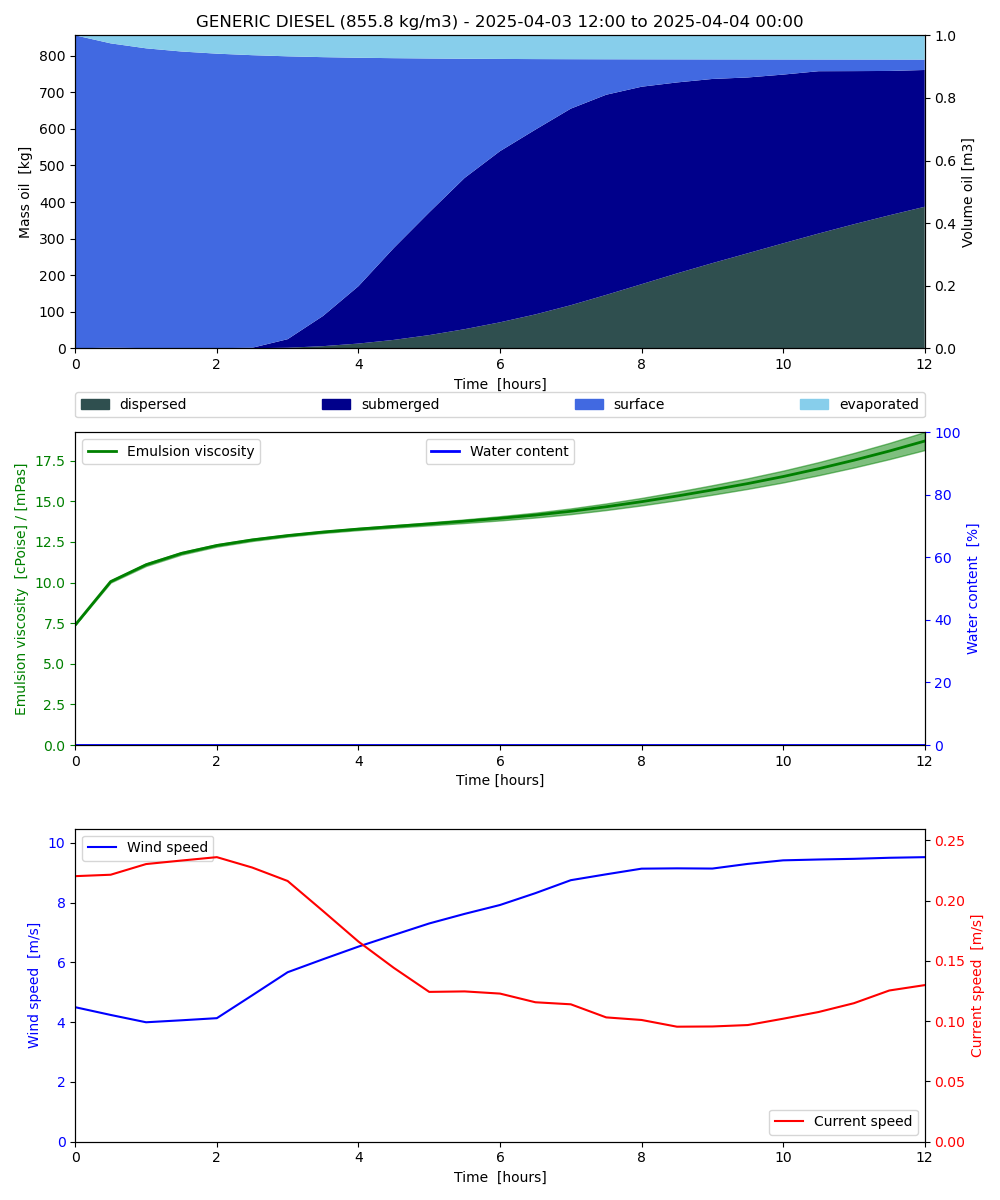 GENERIC DIESEL (855.8 kg/m3) - 2025-04-03 12:00 to 2025-04-04 00:00
Mass oil [kg]
800
700
600
500
400
300
200
100
0
Volume oil [m3]
1.0
0.8
0.6
0.4
0.2
0.0
0 2 4 6 8 10 12
Time [hours]
dispersed submerged surface evaporated
Emulsion viscosity [cPoise] / [mPas]
17.5
15.0
12.5
10.0
7.5
5.0
2.5
0.0
Emulsion viscosity
Water content
Water content [%]
100
80
60
40
20
0
0 2 4 6 8 10 12
Time [hours]
Wind speed [m/s]
10
8
6
4
2
0
Wind speed
Current speed
Current speed [m/s]
0.25
0.20
0.15
0.10
0.05
0.00
0 2 4 6 8 10 12
Time [hours]